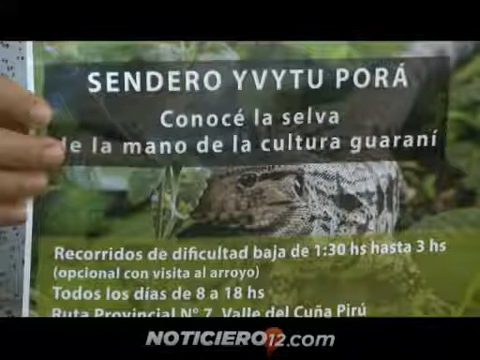 SENDERO YVYTU PORÁ
Conocé la selva
de la mano de la cultura guaraní
Recorridos de dificultad baja de 1:30 hs hasta 3 hs
(opcional con visita al arroyo)
Todos los días de 8 a 18 hs
Ruta Provincial Nº 7, Valle del Cuña Pirú
NOTICIERO12.com